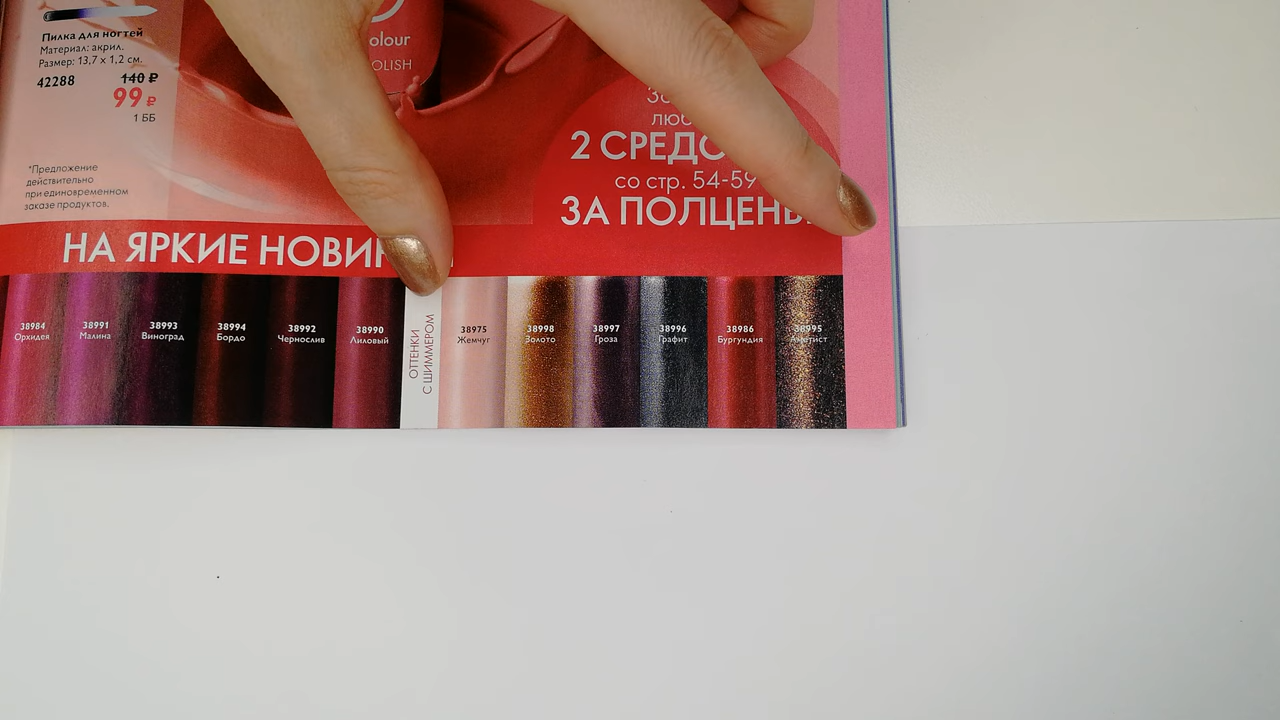 Пилка для ногтей
Материал: акрил.
Размер: 13,7 x 1,2 см.
42288
140 ₽
99 ₽
1 ББ
*Предложение
действительно
при единовременном
заказе продуктов.
olour
OLISH
2 СРЕДС
со стр. 54-59
ЗА ПОЛЦЕНЫ
НА ЯРКИЕ
38984
Орхидея
38991
Малина
38993
Виноград
38994
Бордо
38992
Чернослив
38990
Лиловый
ОТТЕНКИ
С ШИММЕРОМ
38975
Жемчуг
38998
Золото
38997
Гроза
38996
Графит
38986
Бургундия
38995
Аметист